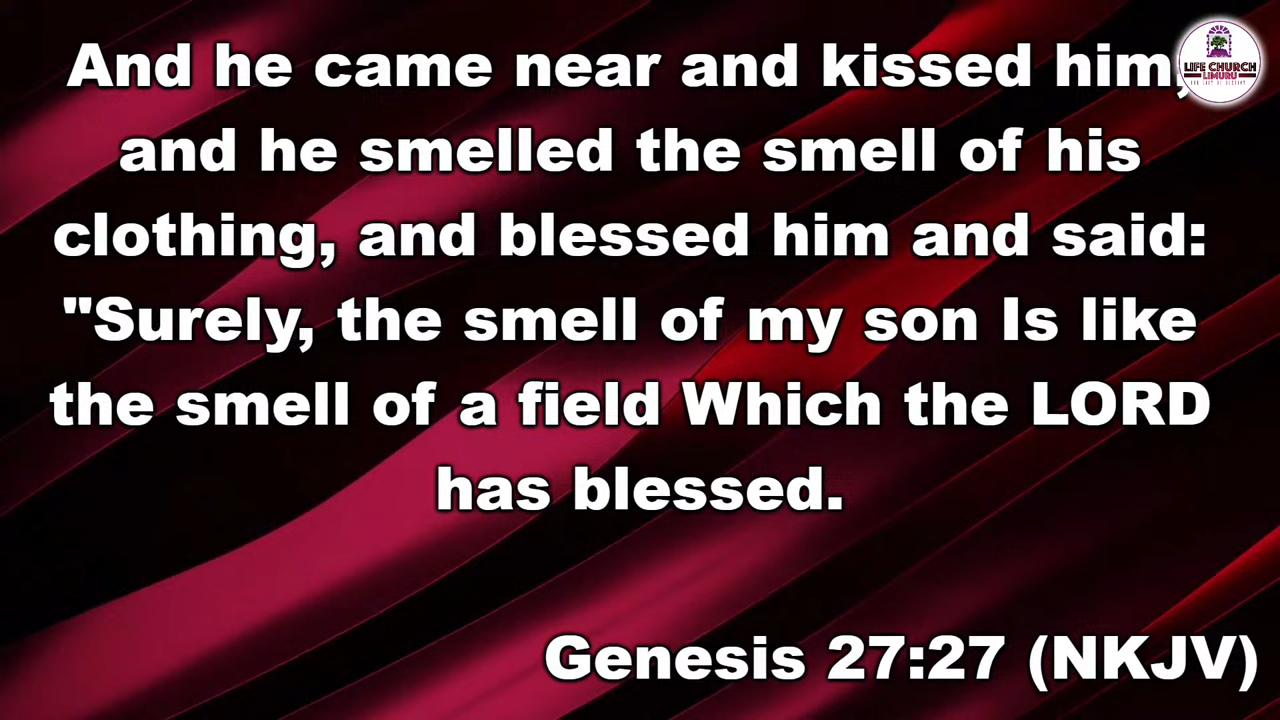 And he came near and kissed him,
and he smelled the smell of his
clothing, and blessed him and said:
"Surely, the smell of my son Is like
the smell of a field Which the LORD
has blessed.
Genesis 27:27 (NKJV)
LIFE CHURCH
LIMURU